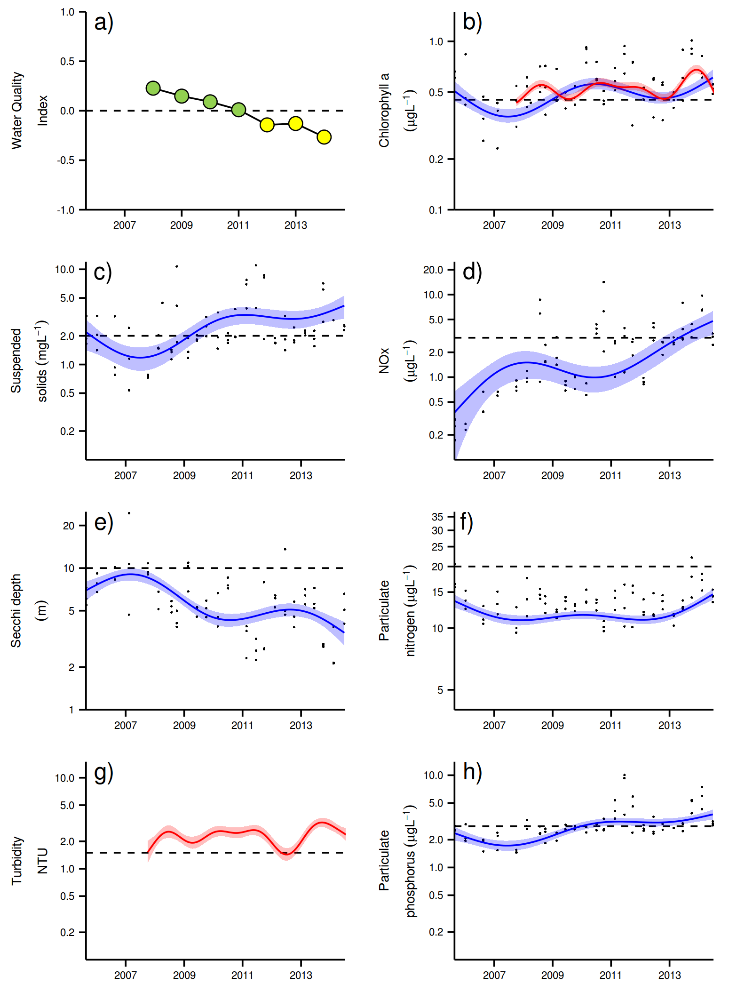 a)
1.0
0.5
0.0
-0.5
-1.0
Water Quality
Index
2007 2009 2011 2013
b)
1.0
0.5
0.2
0.1
Chlorophyll a
(μgL⁻¹)
2007 2009 2011 2013
c)
10.0
5.0
2.0
1.0
0.5
0.2
Suspended
solids (mgL⁻¹)
2007 2009 2011 2013
d)
20.0
10.0
5.0
2.0
1.0
0.5
0.2
NOx
(μgL⁻¹)
2007 2009 2011 2013
e)
20
10
5
2
1
Secchi depth
(m)
2007 2009 2011 2013
f)
35
30
25
20
15
10
5
Particulate
nitrogen (μgL⁻¹)
2007 2009 2011 2013
g)
10.0
5.0
2.0
1.0
0.5
0.2
Turbidity
NTU
2007 2009 2011 2013
h)
10.0
5.0
2.0
1.0
0.5
0.2
Particulate
phosphorus (μgL⁻¹)
2007 2009 2011 2013